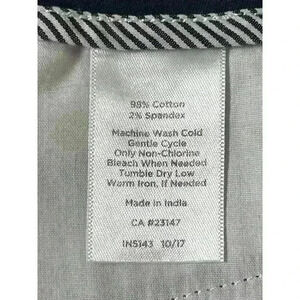 98% Cotton
2% Spandex
Machine Wash Cold
Gentle Cycle
Only Non-Chlorine
Bleach When Needed
Tumble Dry Low
Warm Iron, If Needed
Made in India
CA #23147
IN5143 10/17